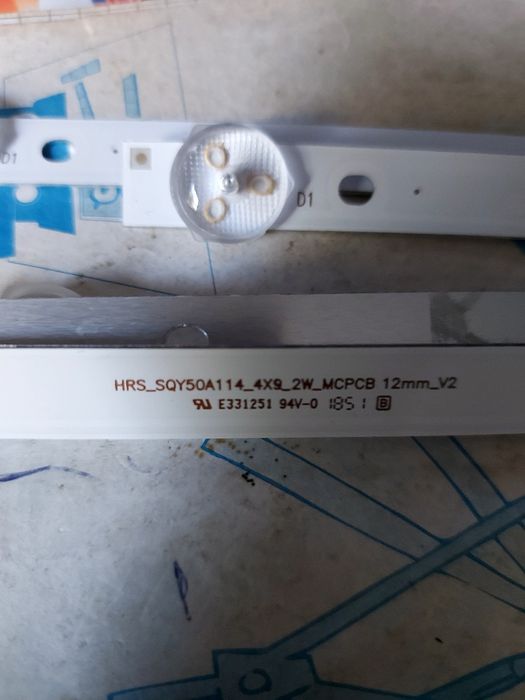 D1
D1
HRS_SQY50A114_4X9_2W_MCPCB 12mm_V2
E331251 94V-0 1851 B